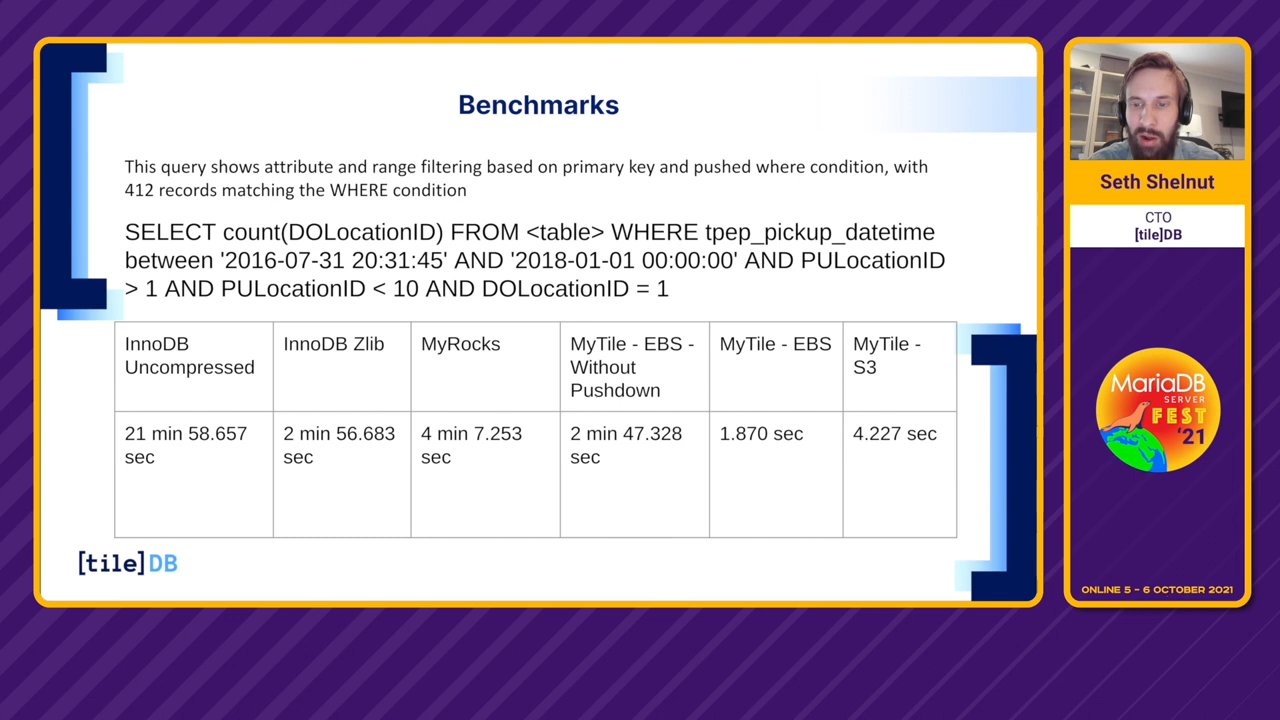 Benchmarks
This query shows attribute and range filtering based on primary key and pushed where condition, with
412 records matching the WHERE condition
SELECT count(DOLocationID) FROM <table> WHERE tpep_pickup_datetime
between '2016-07-31 20:31:45' AND '2018-01-01 00:00:00' AND PULocationID
> 1 AND PULocationID < 10 AND DOLocationID = 1
InnoDB
Uncompressed
InnoDB Zlib
MyRocks
MyTile - EBS -
Without
Pushdown
MyTile - EBS
MyTile -
S3
21 min 58.657
sec
2 min 56.683
sec
4 min 7.253
sec
2 min 47.328
sec
1.870 sec
4.227 sec
[tile]DB
Seth Shelnut
CTO
[tile]DB
MariaDB
SERVER
FEST
'21
ONLINE 5 - 6 OCTOBER 2021